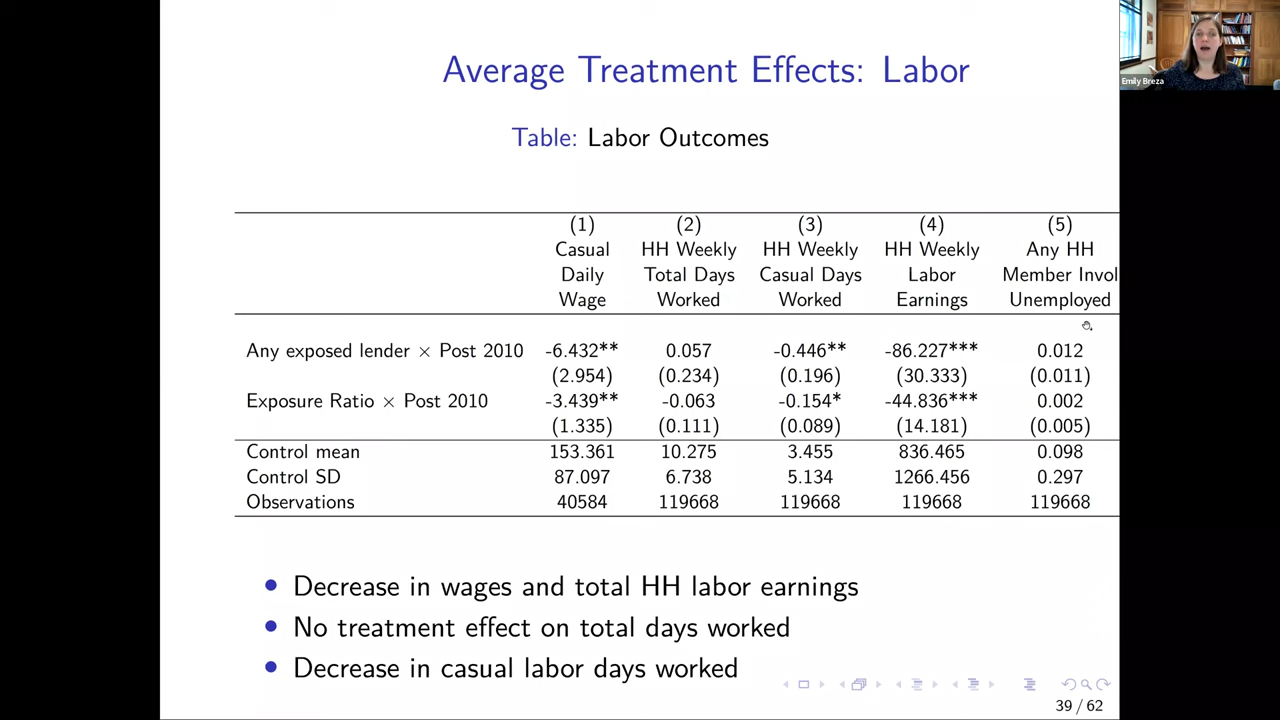 Average Treatment Effects: Labor
Emily Breza
Table: Labor Outcomes
(1) (2) (3) (4) (5)
Casual HH Weekly HH Weekly HH Weekly Any HH
Daily Total Days Casual Days Labor Member Invol
Wage Worked Worked Earnings Unemployed
Any exposed lender × Post 2010 -6.432** 0.057 -0.446** -86.227*** 0.012
(2.954) (0.234) (0.196) (30.333) (0.011)
Exposure Ratio × Post 2010 -3.439** -0.063 -0.154* -44.836*** 0.002
(1.335) (0.111) (0.089) (14.181) (0.005)
Control mean 153.361 10.275 3.455 836.465 0.098
Control SD 87.097 6.738 5.134 1266.456 0.297
Observations 40584 119668 119668 119668 119668
• Decrease in wages and total HH labor earnings
• No treatment effect on total days worked
• Decrease in casual labor days worked
39 / 62